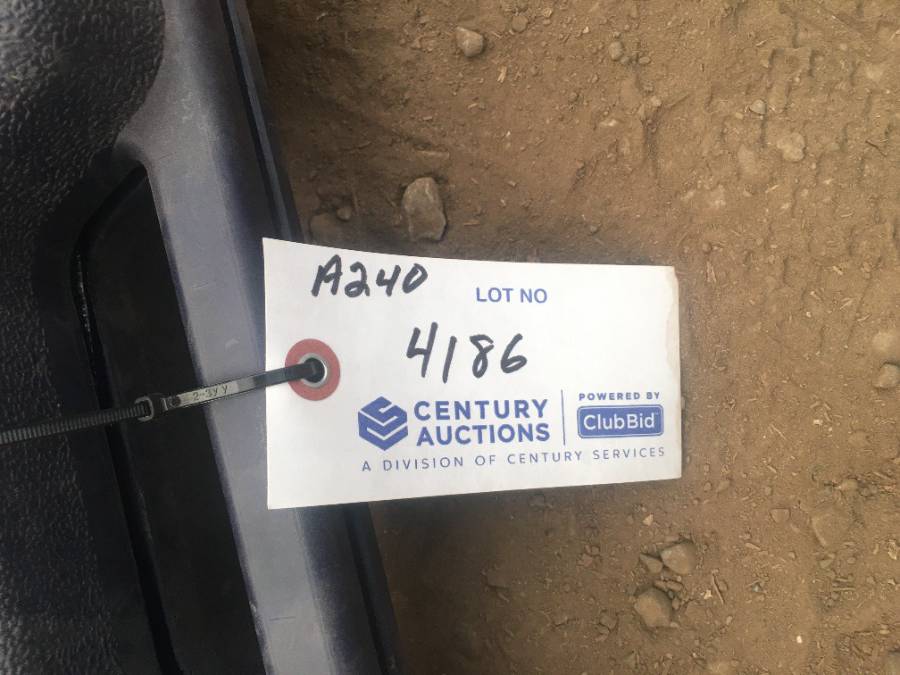 A240
LOT NO
4186
CENTURY
AUCTIONS
POWERED BY
ClubBid
A DIVISION OF CENTURY SERVICES